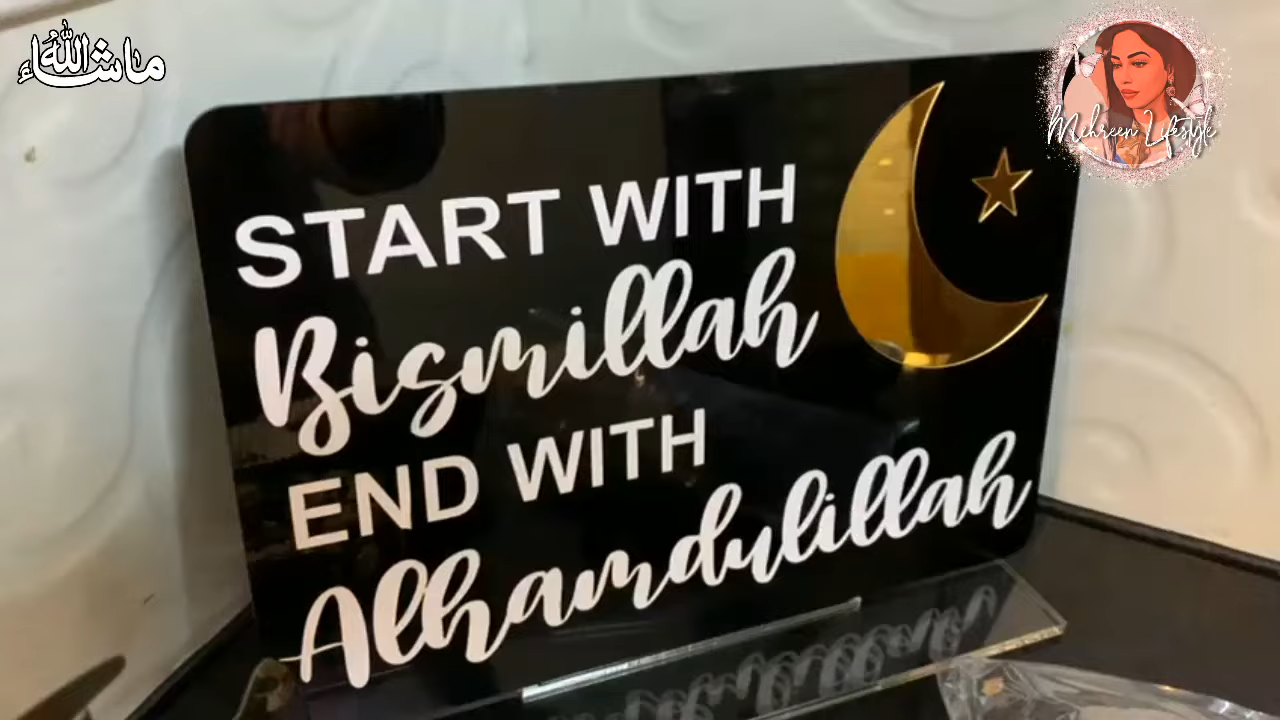 ماشاءالله
Mehreen Lifestyle
START WITH
Bismillah
END WITH
Alhamdulillah